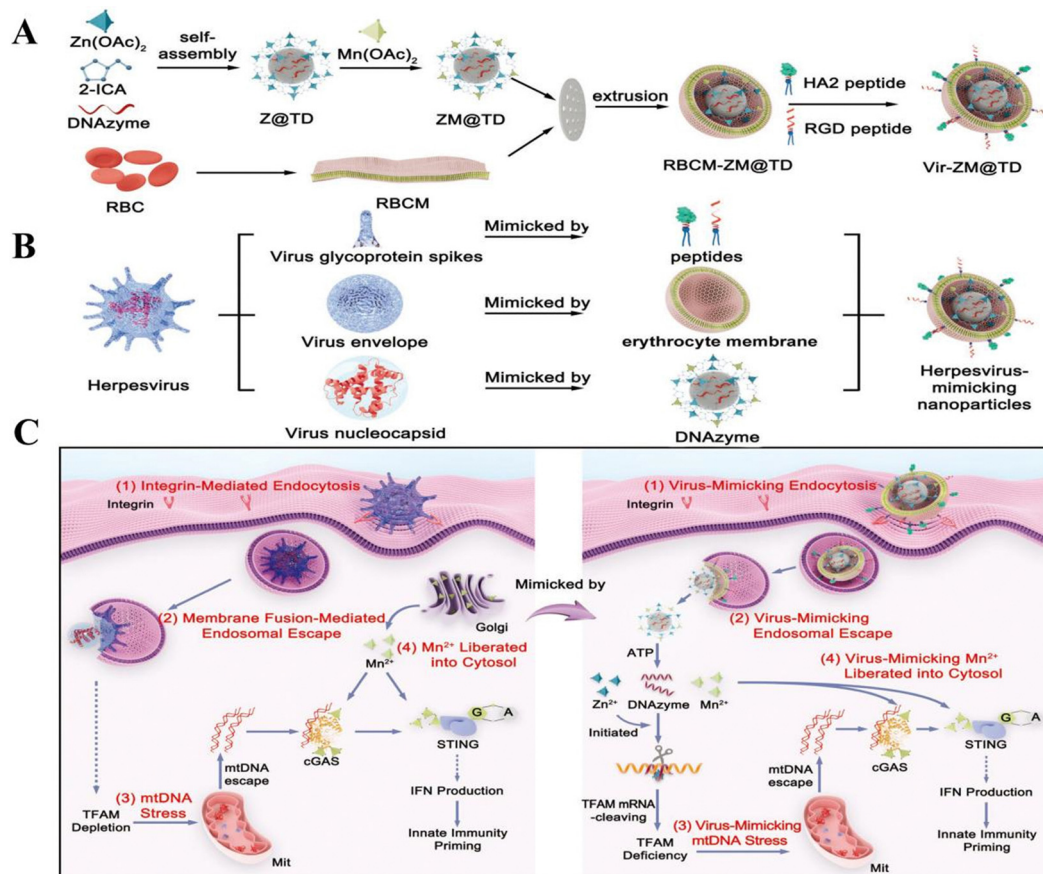 A
Zn(OAc)2
2-ICA
DNAzyme
self-
assembly
Z@TD
Mn(OAc)2
ZM@TD
RBC
RBCM
extrusion
RBCM-ZM@TD
HA2 peptide
RGD peptide
Vir-ZM@TD
B
Herpesvirus
Virus glycoprotein spikes
Mimicked by
peptides
Virus envelope
Mimicked by
erythrocyte membrane
Virus nucleocapsid
Mimicked by
DNAzyme
Herpesvirus-
mimicking
nanoparticles
C
(1) Integrin-Mediated Endocytosis
Integrin
(2) Membrane Fusion-Mediated
Endosomal Escape
Golgi
Mn2+
(4) Mn2+ Liberated
into Cytosol
G
A
STING
cGAS
mtDNA
escape
IFN Production
Innate Immunity
Priming
(3) mtDNA
Stress
TFAM
Depletion
Mit
Mimicked by
(1) Virus-Mimicking Endocytosis
Integrin
(2) Virus-Mimicking
Endosomal Escape
ATP
(4) Virus-Mimicking Mn2+
Liberated into Cytosol
Zn2+
DNAzyme
Mn2+
Initiated
G
A
STING
cGAS
mtDNA
escape
IFN Production
Innate Immunity
Priming
TFAM mRNA
-cleaving
(3) Virus-Mimicking
mtDNA Stress
TFAM
Deficiency
Mit